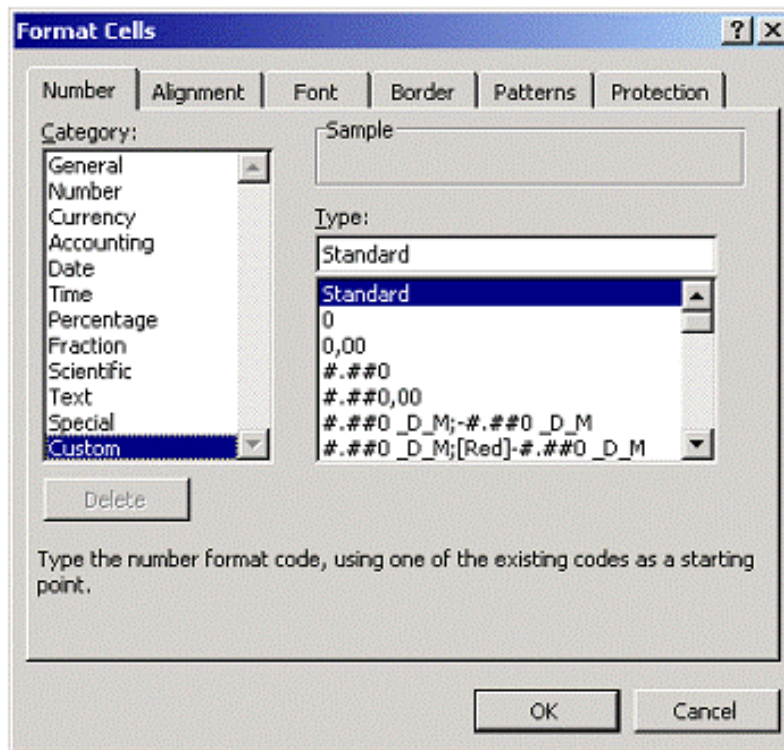 Format Cells
Number Alignment Font Border Patterns Protection
Category:
General
Number
Currency
Accounting
Date
Time
Percentage
Fraction
Scientific
Text
Special
Custom
Delete
Sample
Type:
Standard
Standard
0
0,00
#.##0
#.##0,00
#.##0 _D_M;-#.##0 _D_M
#.##0 _D_M;[Red]-#.##0 _D_M
Type the number format code, using one of the existing codes as a starting
point.
OK Cancel